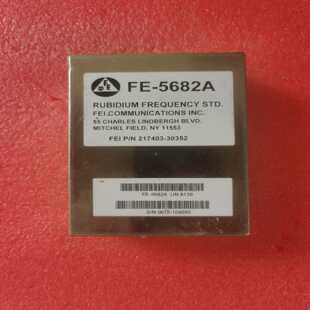 FE-5682A
RUBIDIUM FREQUENCY STD.
FEI COMMUNICATIONS INC.
55 CHARLES LINDBERGH BLVD.
MITCHEL FIELD, NY 11553
FEI P/N 217403-30352